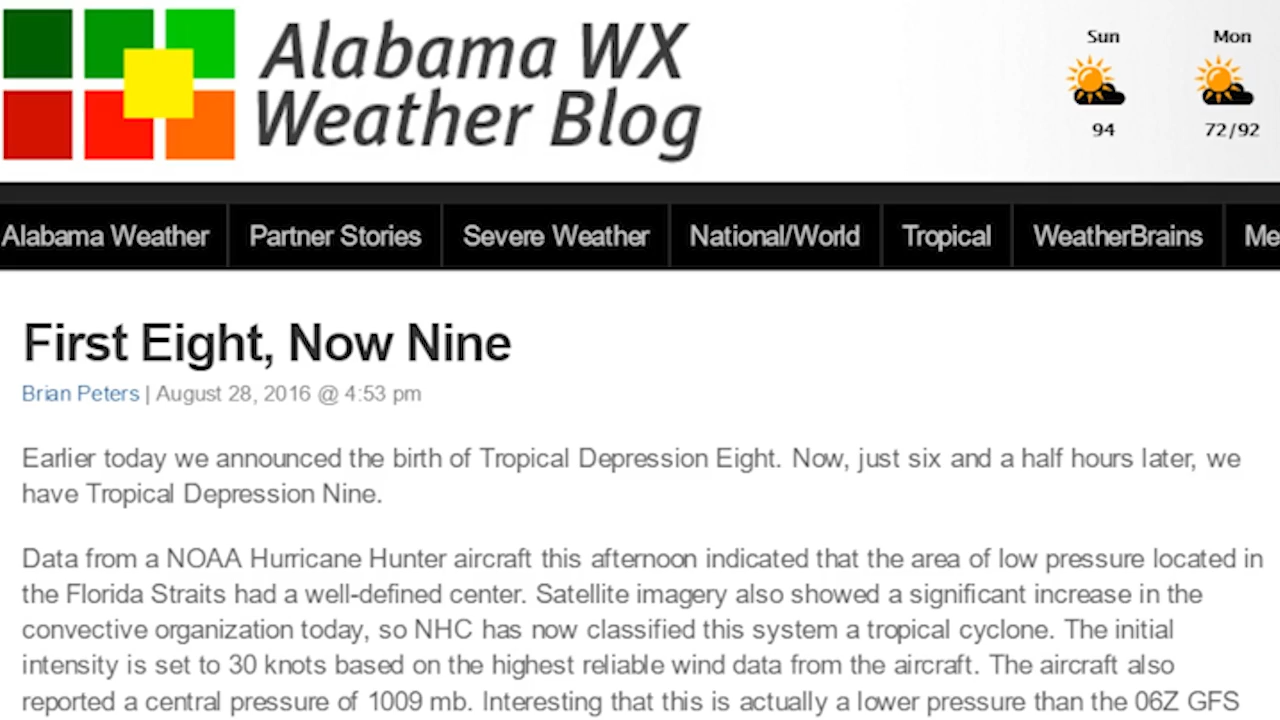 Alabama WX
Weather Blog
Sun Mon
94 72/92
Alabama Weather Partner Stories Severe Weather National/World Tropical WeatherBrains Me
First Eight, Now Nine
Brian Peters | August 28, 2016 @ 4:53 pm
Earlier today we announced the birth of Tropical Depression Eight. Now, just six and a half hours later, we
have Tropical Depression Nine.
Data from a NOAA Hurricane Hunter aircraft this afternoon indicated that the area of low pressure located in
the Florida Straits had a well-defined center. Satellite imagery also showed a significant increase in the
convective organization today, so NHC has now classified this system a tropical cyclone. The initial
intensity is set to 30 knots based on the highest reliable wind data from the aircraft. The aircraft also
reported a central pressure of 1009 mb. Interesting that this is actually a lower pressure than the 06Z GFS